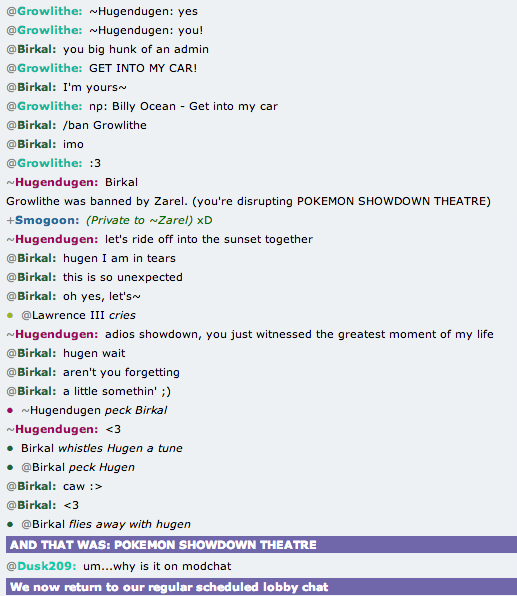 @Growlithe: ~Hugendugen: yes
@Growlithe: ~Hugendugen: you!
@Birkal: you big hunk of an admin
@Growlithe: GET INTO MY CAR!
@Birkal: I'm yours~
@Growlithe: np: Billy Ocean - Get into my car
@Birkal: /ban Growlithe
@Birkal: imo
@Growlithe: :3
~Hugendugen: Birkal
Growlithe was banned by Zarel. (you're disrupting POKEMON SHOWDOWN THEATRE)
+Smogoon: (Private to ~Zarel) xD
~Hugendugen: let's ride off into the sunset together
@Birkal: hugen I am in tears
@Birkal: this is so unexpected
@Birkal: oh yes, let's~
• @Lawrence III cries
~Hugendugen: adios showdown, you just witnessed the greatest moment of my life
@Birkal: hugen wait
@Birkal: aren't you forgetting
@Birkal: a little somethin' ;)
• ~Hugendugen peck Birkal
~Hugendugen: <3
• Birkal whistles Hugen a tune
• @Birkal peck Hugen
@Birkal: caw :>
@Birkal: <3
• @Birkal flies away with hugen
AND THAT WAS: POKEMON SHOWDOWN THEATRE
@Dusk209: um...why is it on modchat
We now return to our regular scheduled lobby chat